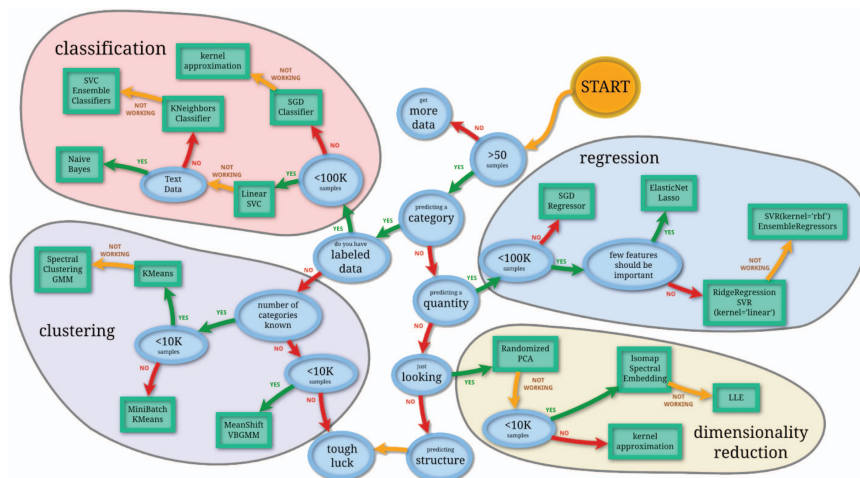 classification
kernel
approximation
NOT
WORKING
START
SVC
Ensemble
Classifiers
NOT
WORKING
KNeighbors
Classifier
SGD
Classifier
get
more
data
NO
>50
samples
NO
YES
regression
Naive
Bayes
YES
Text
Data
NO
NOT
WORKING
Linear
SVC
YES
<100K
samples
YES
predicting a
category
YES
SGD
Regressor
NO
ElasticNet
Lasso
YES
SVR(kernel='rbf')
EnsembleRegressors
NOT
WORKING
do you have
labeled
data
NO
NO
<100K
samples
YES
few features
should be
important
NO
RidgeRegression
SVR
(kernel='linear')
Spectral
Clustering
GMM
NOT
WORKING
KMeans
YES
number of
categories
known
YES
NO
predicting a
quantity
YES
NO
clustering
<10K
samples
NO
<10K
samples
YES
NO
MiniBatch
KMeans
MeanShift
VBGMM
just
looking
YES
NO
Randomized
PCA
NOT
WORKING
Isomap
Spectral
Embedding
NOT
WORKING
LLE
YES
<10K
samples
NO
kernel
approximation
dimensionality
reduction
tough
luck
predicting
structure